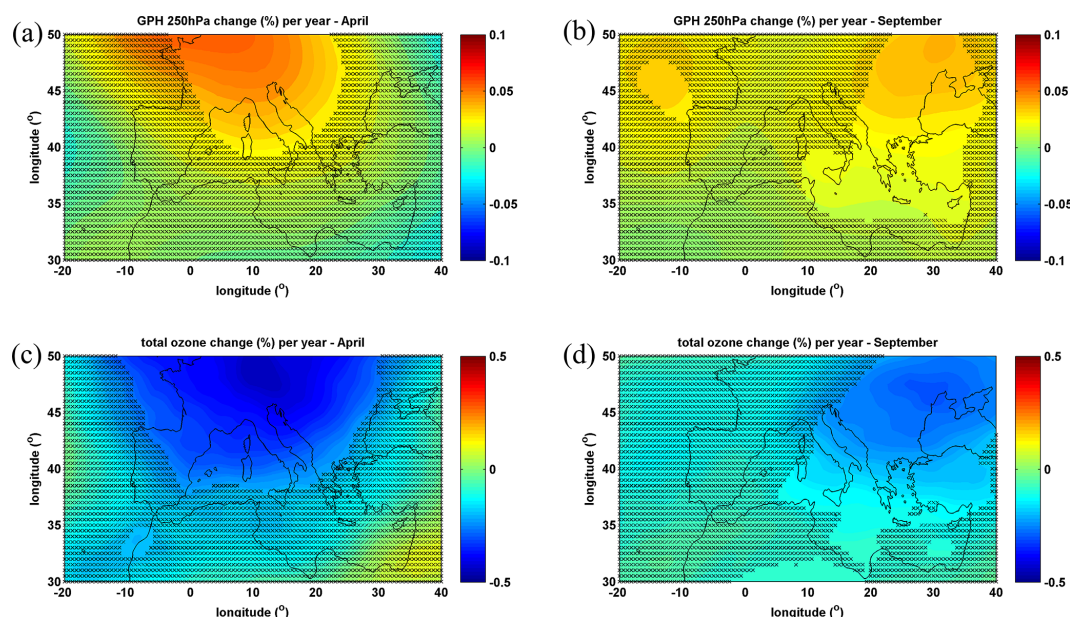 (a)
GPH 250hPa change (%) per year - April
50
45
40
35
30
longitude (o)
-20 -10 0 10 20 30 40
longitude (o)
0.1
0.05
0
-0.05
-0.1
(b)
GPH 250hPa change (%) per year - September
50
45
40
35
30
longitude (o)
-20 -10 0 10 20 30 40
longitude (o)
0.1
0.05
0
-0.05
-0.1
(c)
total ozone change (%) per year - April
50
45
40
35
30
longitude (o)
-20 -10 0 10 20 30 40
longitude (o)
0.5
0
-0.5
(d)
total ozone change (%) per year - September
50
45
40
35
30
longitude (o)
-20 -10 0 10 20 30 40
longitude (o)
0.5
0
-0.5